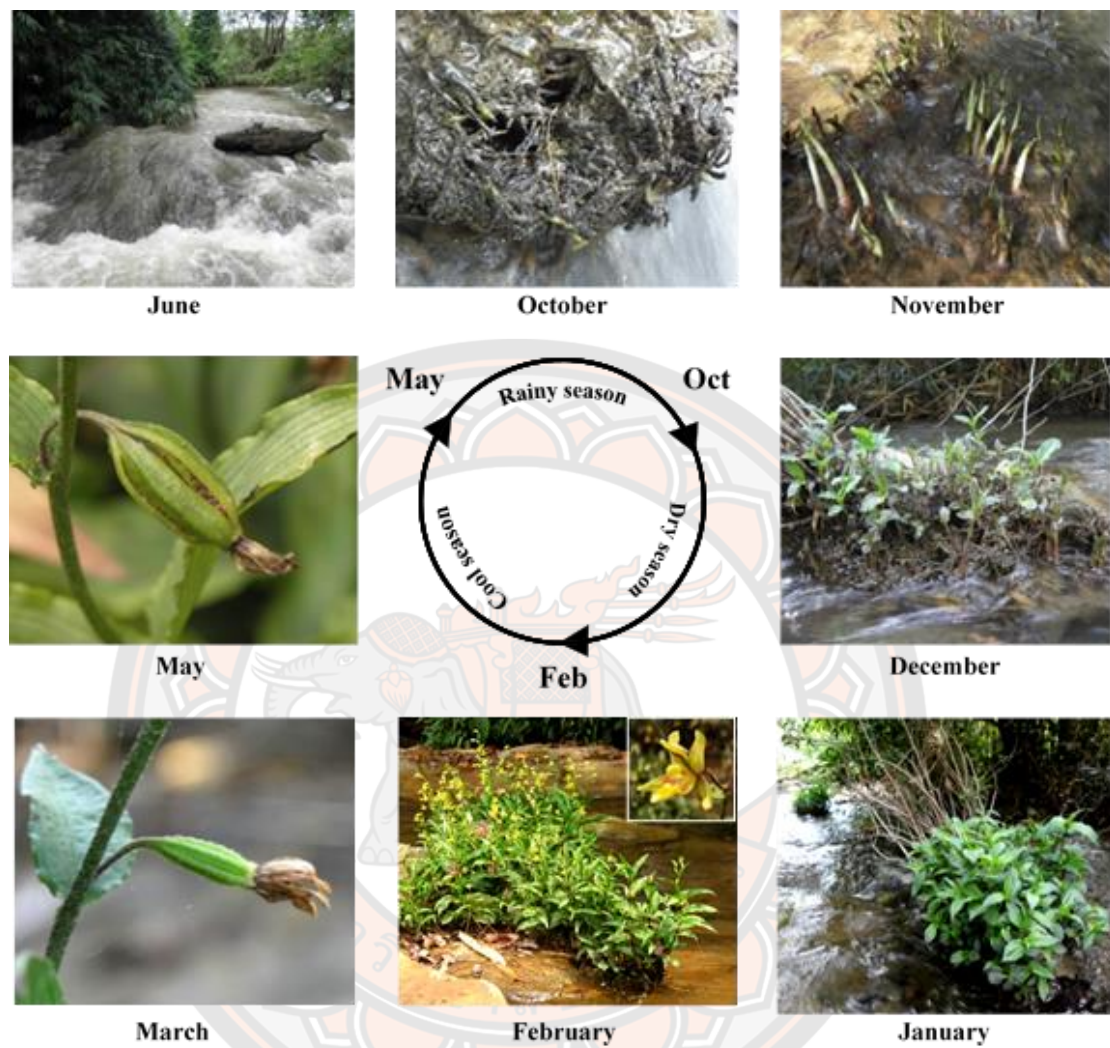 June
October
November
May
Oct
Rainy season
Dry season
Cool season
Feb
May
December
March
February
January